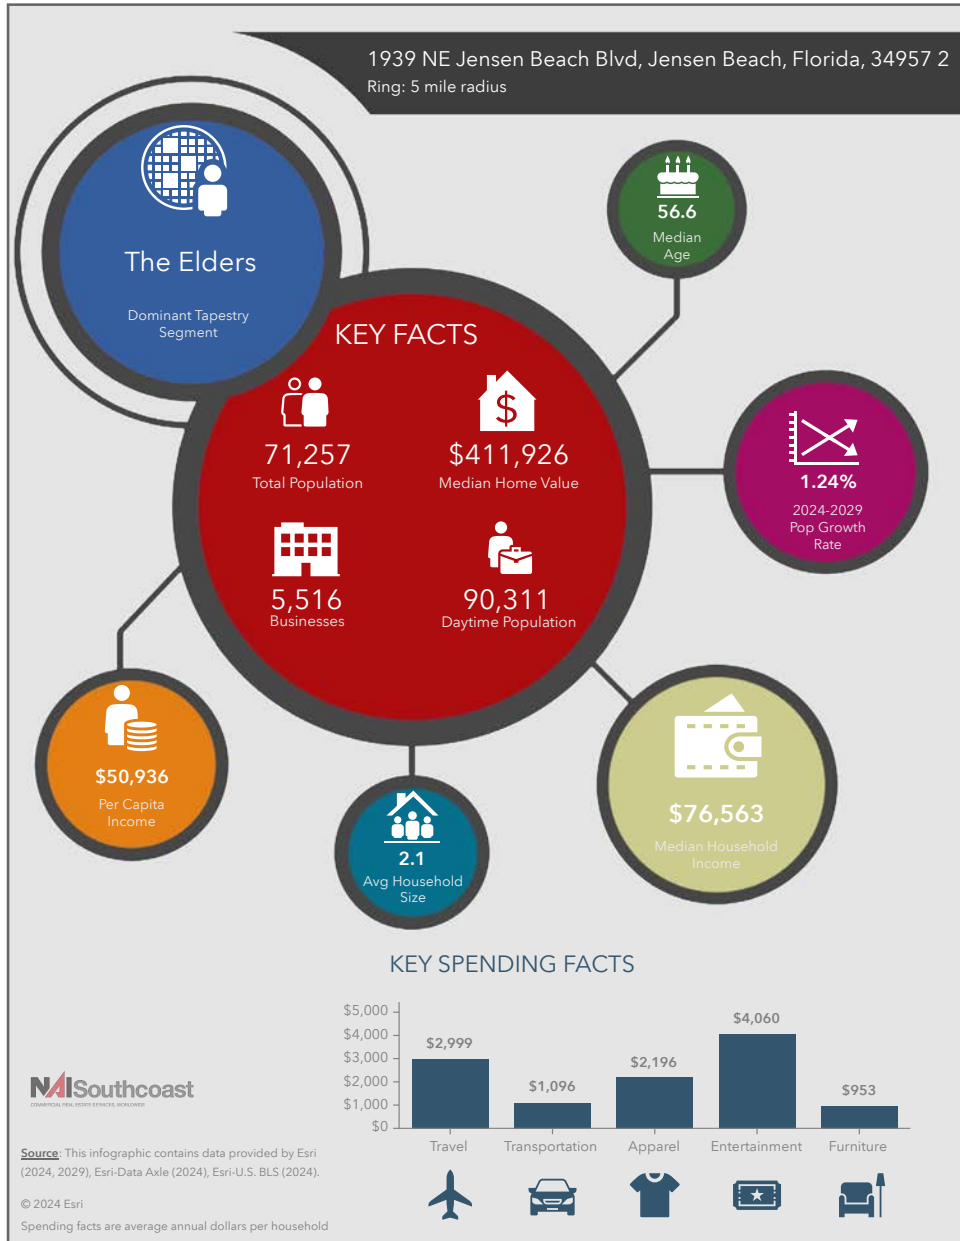 1939 NE Jensen Beach Blvd, Jensen Beach, Florida, 34957 2
Ring: 5 mile radius
The Elders
Dominant Tapestry
Segment
56.6
Median
Age
KEY FACTS
71,257
Total Population
$411,926
Median Home Value
5,516
Businesses
90,311
Daytime Population
1.24%
2024-2029
Pop Growth
Rate
$50,936
Per Capita
Income
2.1
Avg Household
Size
$76,563
Median Household
Income
KEY SPENDING FACTS
$5,000
$4,000
$3,000
$2,000
$1,000
$0
$2,999
$1,096
$2,196
$4,060
$953
Travel
Transportation
Apparel
Entertainment
Furniture
NAISouthcoast
COMMERCIAL REAL ESTATE SERVICES, WORLDWIDE
Source: This infographic contains data provided by Esri
(2024, 2029), Esri-Data Axle (2024), Esri-U.S. BLS (2024).
© 2024 Esri
Spending facts are average annual dollars per household